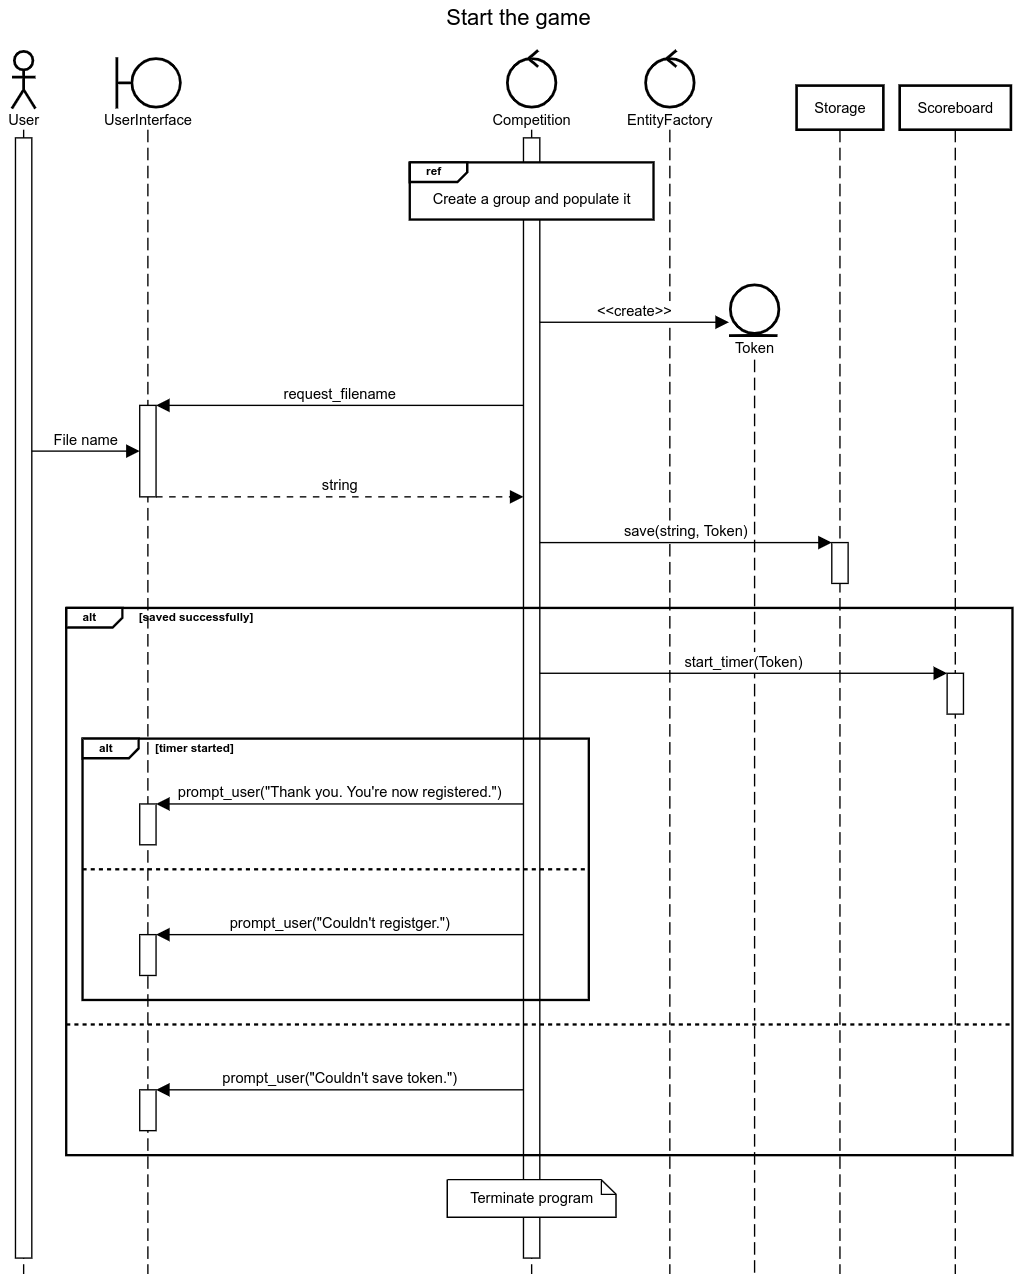 Start the game
User
UserInterface
Competition
EntityFactory
Storage
Scoreboard
ref
Create a group and populate it
<<create>>
Token
request_filename
File name
string
save(string, Token)
alt [saved successfully]
start_timer(Token)
alt [timer started]
prompt_user("Thank you. You're now registered.")
prompt_user("Couldn't registger.")
prompt_user("Couldn't save token.")
Terminate program